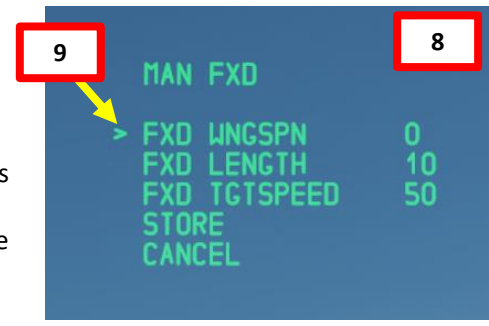 9
8
MAN FXD
> FXD WNGSPN 0
FXD LENGTH 10
s
FXD TGTSPEED 50
STORE
e
CANCEL